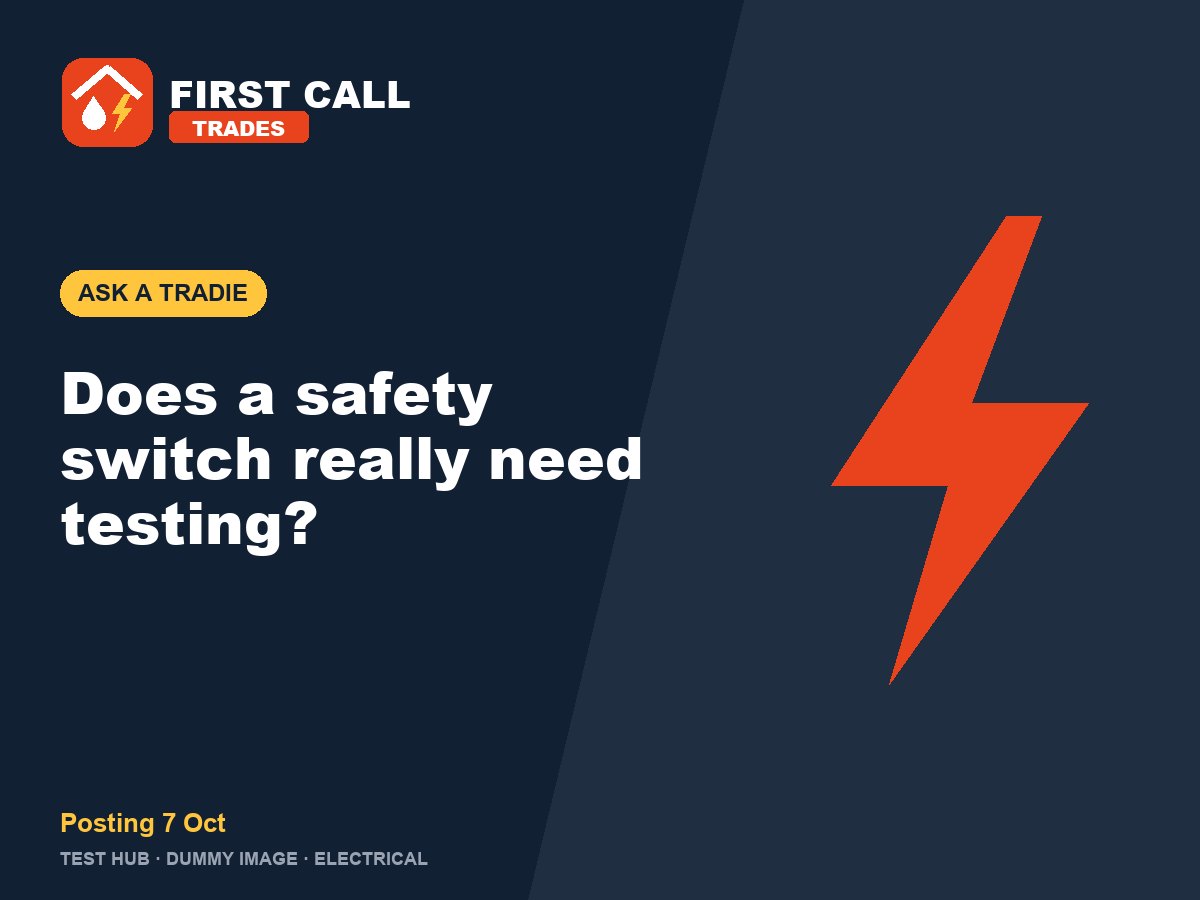 FIRST CALL
TRADES
ASK A TRADIE
Does a safety
switch really need
testing?
Posting 7 Oct
TEST HUB · DUMMY IMAGE · ELECTRICAL